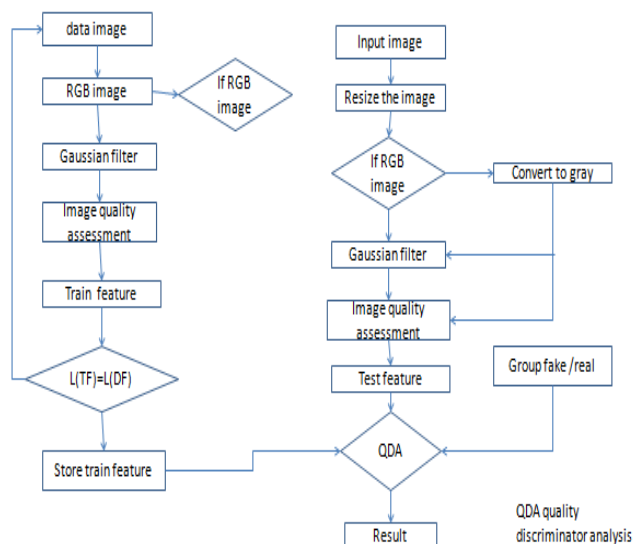 data image
RGB image
If RGB
image
Gaussian filter
Image quality
assessment
Train feature
L(TF)=L(DF)
Store train feature
Input image
Resize the image
If RGB
image
Convert to gray
Gaussian filter
Image quality
assessment
Test feature
Group fake /real
QDA
Result
QDA quality
discriminator analysis